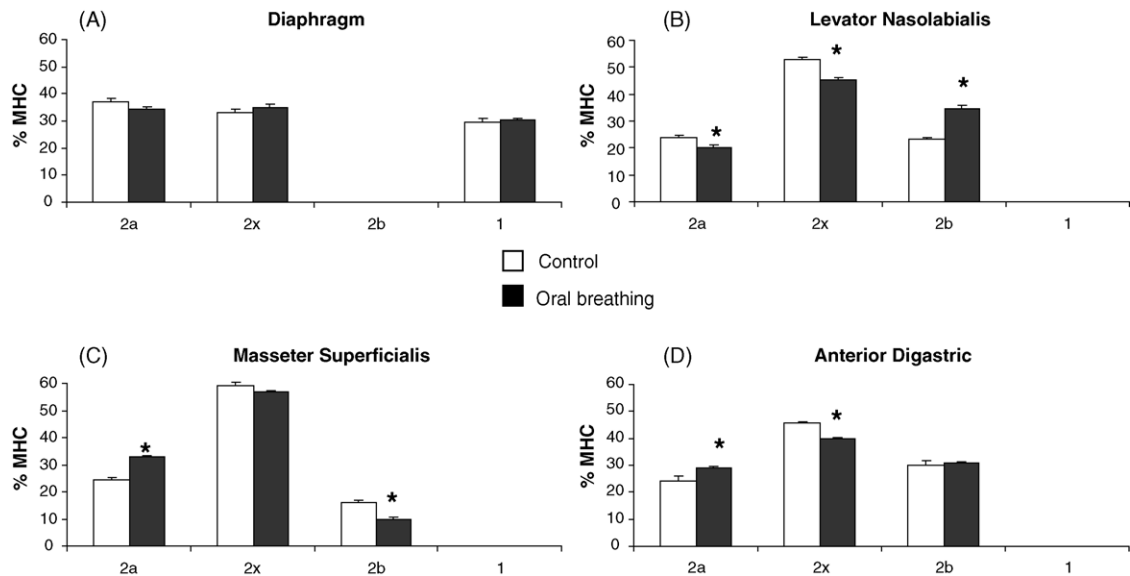 (A) Diaphragm
% MHC
60
50
40
30
20
10
0
2a 2x 2b 1
(B) Levator Nasolabialis
% MHC
60
50
40
30
20
10
0
* * *
2a 2x 2b 1
Control
Oral breathing
(C) Masseter Superficialis
% MHC
60
50
40
30
20
10
0
* *
2a 2x 2b 1
(D) Anterior Digastric
% MHC
60
50
40
30
20
10
0
* *
2a 2x 2b 1